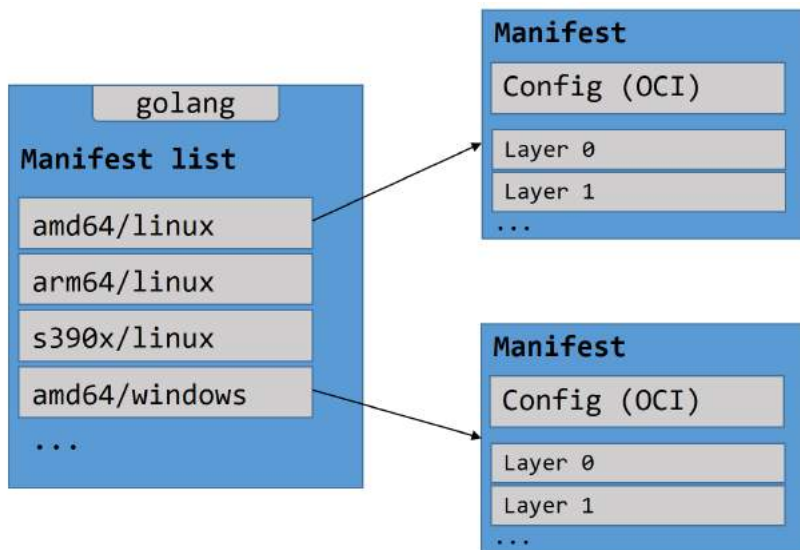 golang
Manifest list
amd64/linux
arm64/linux
s390x/linux
amd64/windows
...
Manifest
Config (OCI)
Layer 0
Layer 1
...
Manifest
Config (OCI)
Layer 0
Layer 1
...